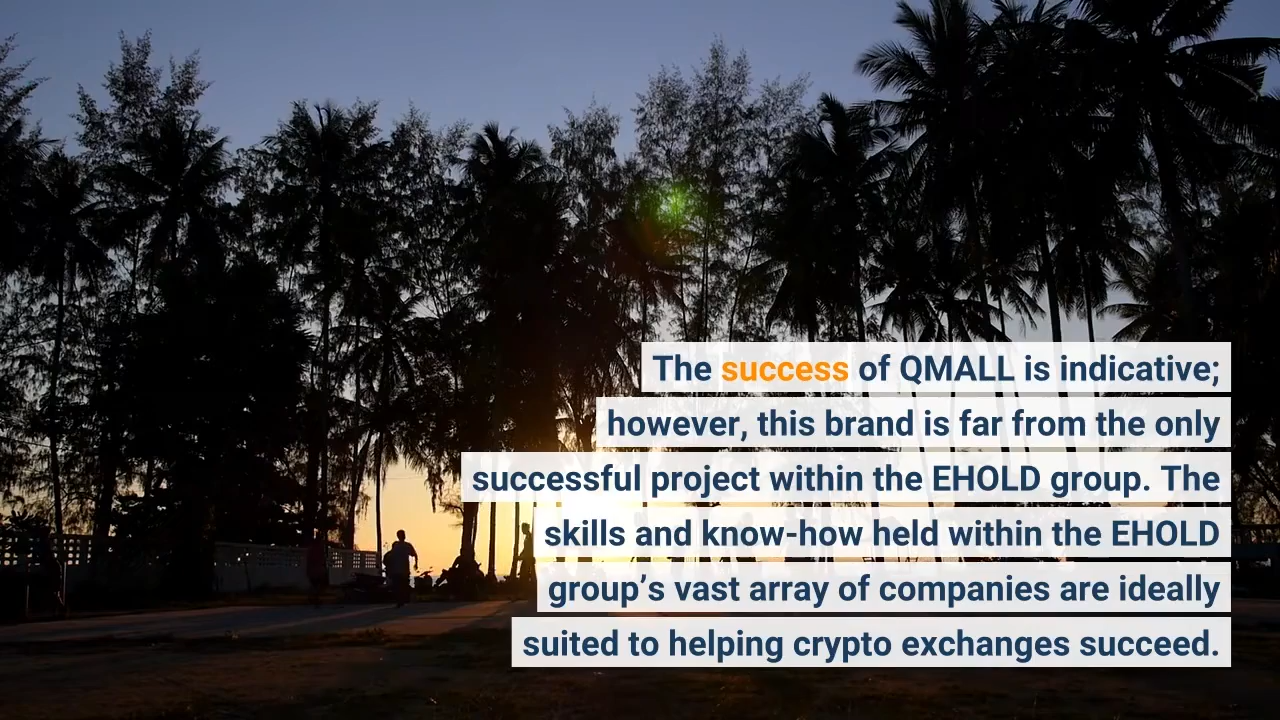 The success of QMALL is indicative;
however, this brand is far from the only
successful project within the EHOLD group. The
skills and know-how held within the EHOLD
group’s vast array of companies are ideally
suited to helping crypto exchanges succeed.